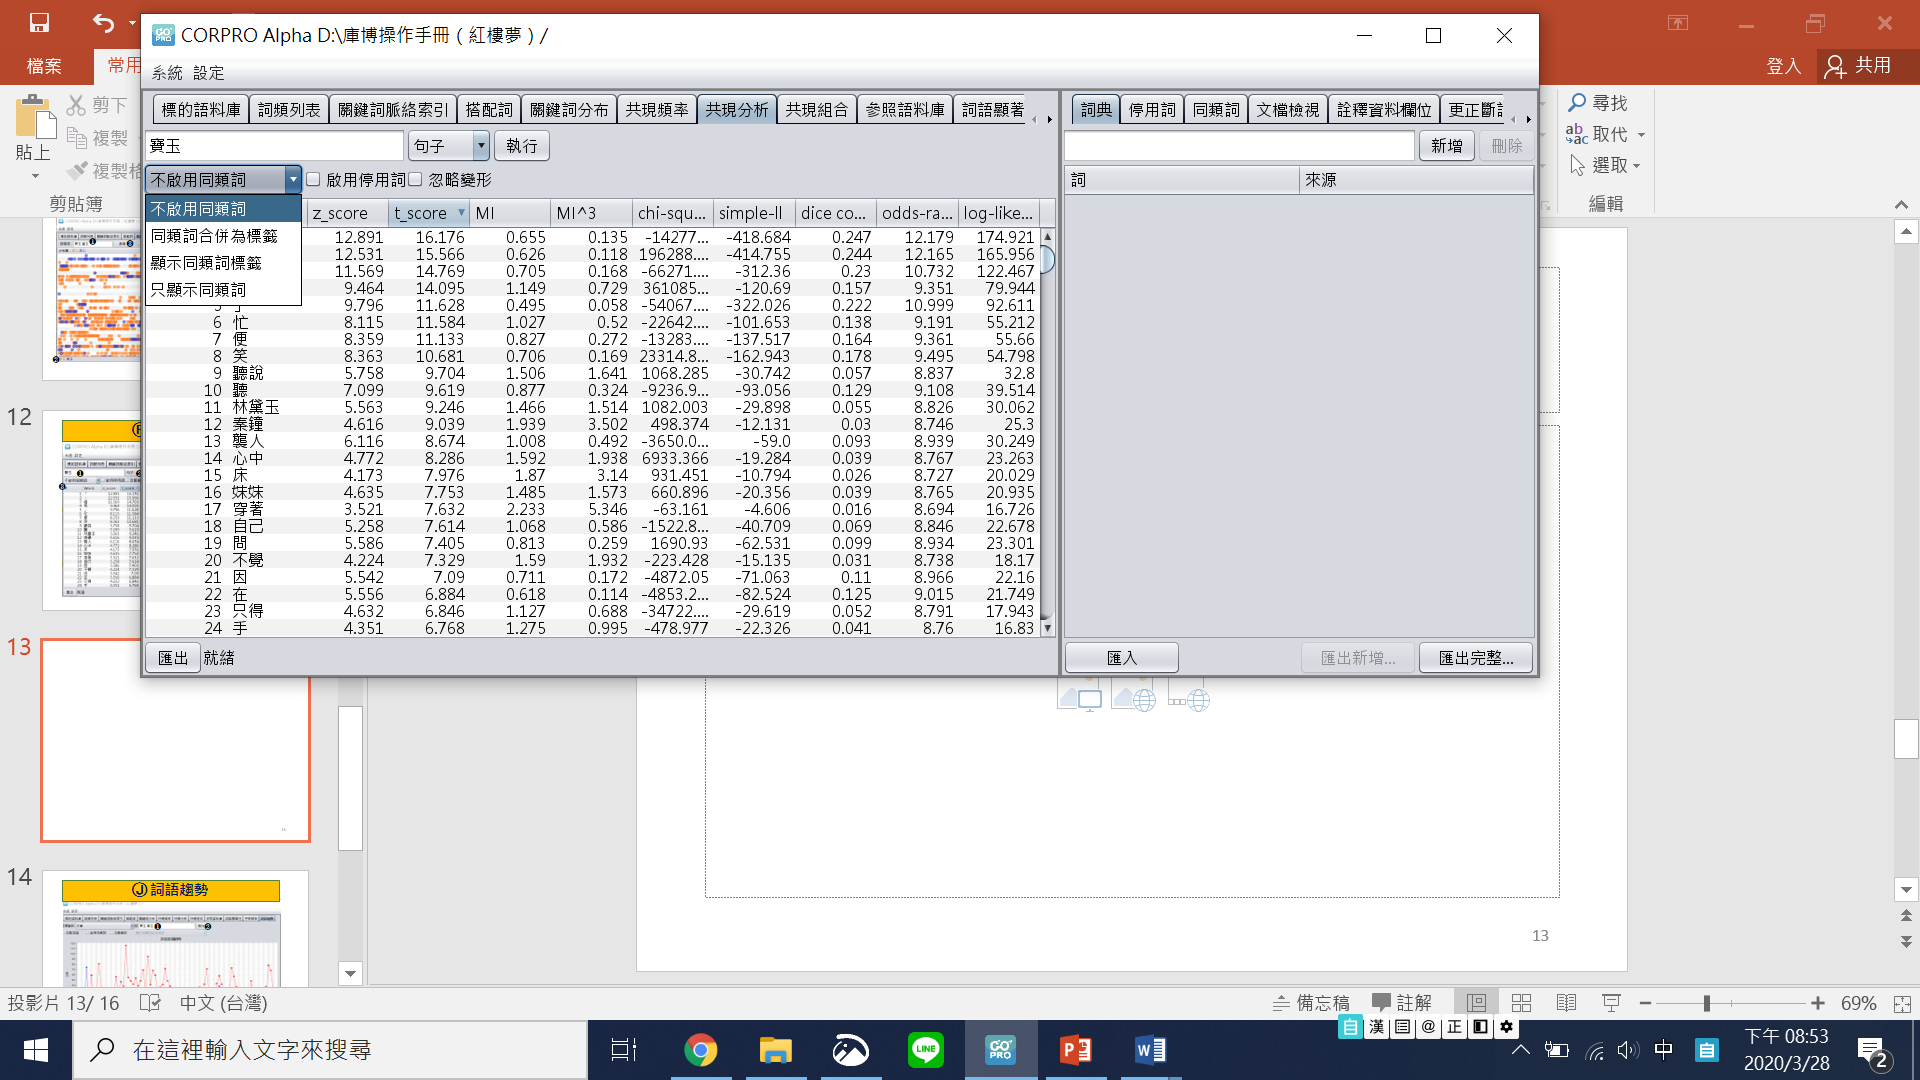 CORPRO Alpha D:\庫博操作手冊（紅樓夢）/
檔案
常用
登入
共用
系統 設定
剪下
複製
貼上
剪貼簿
標的語料庫 詞頻列表 關鍵詞脈絡索引 搭配詞 關鍵詞分布 共現頻率 共現分析 共現組合 參照語料庫 詞語顯著
詞典 停用詞 同類詞 文檔檢視 詮釋資料欄位
尋找
取代
選取
編輯
寶玉 句子 執行
新增 刪除
不啟用同類詞 啟用停用詞 忽略變形
詞 來源
不啟用同類詞
同類詞合併為標籤
顯示同類詞標籤
只顯示同類詞
z_score t_score MI MI^3 chi-squ... simple-ll dice co... odds-ra... log-like...
12.891 16.176 0.655 0.135 -14277... -418.684 0.247 12.179 174.921
12.531 15.566 0.626 0.118 196288.... -414.755 0.244 12.165 165.956
11.569 14.769 0.705 0.168 -66271.... -312.36 0.23 10.732 122.467
9.464 14.095 1.149 0.729 361085... -120.69 0.157 9.351 79.944
9.796 11.628 0.495 0.058 -54067.... -322.026 0.222 10.999 92.611
6 忙 8.115 11.584 1.027 0.52 -22642.... -101.653 0.138 9.191 55.212
7 便 8.359 11.133 0.827 0.272 -13283.... -137.517 0.164 9.361 55.66
8 笑 8.363 10.681 0.706 0.169 23314.8... -162.943 0.178 9.495 54.798
9 聽說 5.758 9.704 1.506 1.641 1068.285 -30.742 0.057 8.837 32.8
10 聽 7.099 9.619 0.877 0.324 -9236.9... -93.056 0.129 9.108 39.514
11 林黛玉 5.563 9.246 1.466 1.514 1082.003 -29.898 0.055 8.826 30.062
12 秦鐘 4.616 9.039 1.939 3.502 498.374 -12.131 0.03 8.746 25.3
13 襲人 6.116 8.674 1.008 0.492 -3650.0... -59.0 0.093 8.939 30.249
14 心中 4.772 8.286 1.592 1.938 6933.366 -19.284 0.039 8.767 23.263
15 床 4.173 7.976 1.87 3.14 931.451 -10.794 0.026 8.727 20.029
16 妹妹 4.635 7.753 1.485 1.573 660.896 -20.356 0.039 8.765 20.935
17 穿著 3.521 7.632 2.233 5.346 -63.161 -4.606 0.016 8.694 16.726
18 自己 5.258 7.614 1.068 0.586 -1522.8... -40.709 0.069 8.846 22.678
19 問 5.586 7.405 0.813 0.259 1690.93 -62.531 0.099 8.934 23.301
20 不覺 4.224 7.329 1.59 1.932 -223.428 -15.135 0.031 8.738 18.17
21 因 5.542 7.09 0.711 0.172 -4872.05 -71.063 0.11 8.966 22.16
22 在 5.556 6.884 0.618 0.114 -4853.2... -82.524 0.125 9.015 21.749
23 只得 4.632 6.846 1.127 0.688 -34722.... -29.619 0.052 8.791 17.943
24 手 4.351 6.768 1.275 0.995 -478.977 -22.326 0.041 8.76 16.83
匯出 就緒
匯入 匯出新增... 匯出完整...
12
13
14
Ⓙ 詞語趨勢
13
投影片 13/ 16 中文 (台灣)
備忘稿 註解 69%
漢 @ 正
在這裡輸入文字來搜尋
LINE
中
下午 08:53
2020/3/28
2